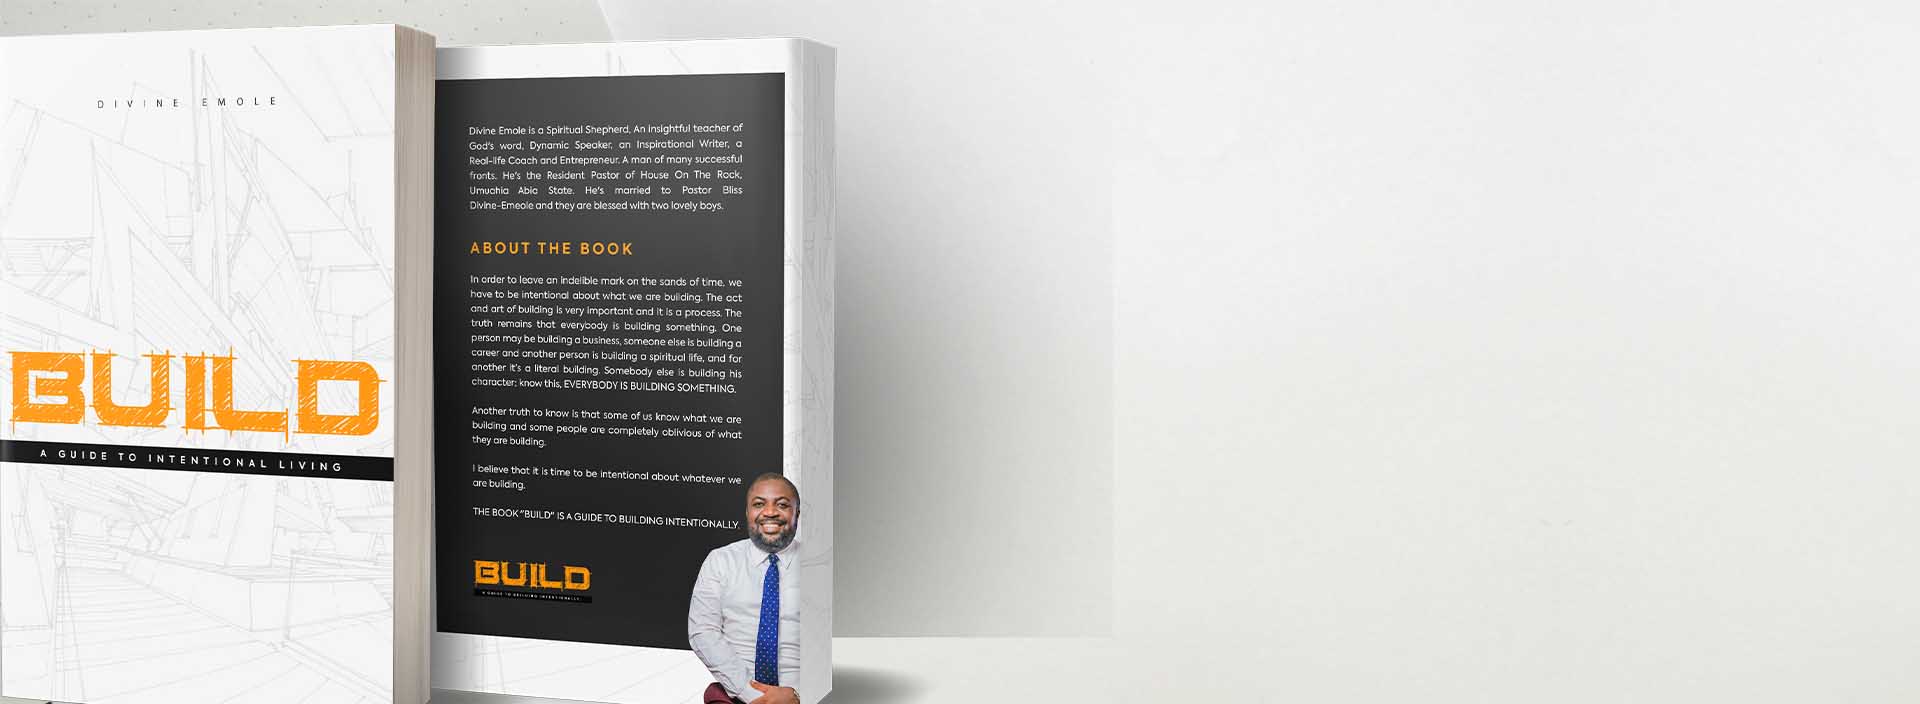 DIVINE EMOLE
BUILD
A GUIDE TO INTENTIONAL LIVING
Divine Emole is a Spiritual Shepherd, An insightful teacher of
God's word, Dynamic Speaker, an Inspirational Writer, a
Real-life Coach and Entrepreneur. A man of many successful
fronts. He's the Resident Pastor of House On The Rock,
Umuahia Abia State. He's married to Pastor Bliss
Divine-Emeole and they are blessed with two lovely boys.
ABOUT THE BOOK
In order to leave an indelible mark on the sands of time, we
have to be intentional about what we are building. The act
and art of building is very important and it is a process. The
truth remains that everybody is building something. One
person may be building a business, someone else is building a
career and another person is building a spiritual life, and for
another it's a literal building. Somebody else is building his
character; know this, EVERYBODY IS BUILDING SOMETHING.
Another truth to know is that some of us know what we are
building and some people are completely oblivious of what
they are building.
I believe that it is time to be intentional about whatever we
are building.
THE BOOK "BUILD" IS A GUIDE TO BUILDING INTENTIONALLY.
BUILD
A GUIDE TO BUILDING INTENTIONALLY